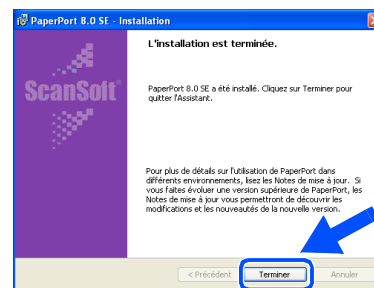 PaperPort 8.0 SE - Installation
L'installation est terminée.
ScanSoft®
PaperPort 8.0 SE a été installé. Cliquez sur Terminer pour
quitter l'Assistant.
Pour plus de détails sur l'utilisation de PaperPort dans
différents environnements, lisez les Notes de mise à jour. Si
vous faites évoluer une version supérieure de PaperPort, les
Notes de mise à jour vous permettront de découvrir les
modifications et les nouveautés de la nouvelle version.
< Précédent Terminer Annuler